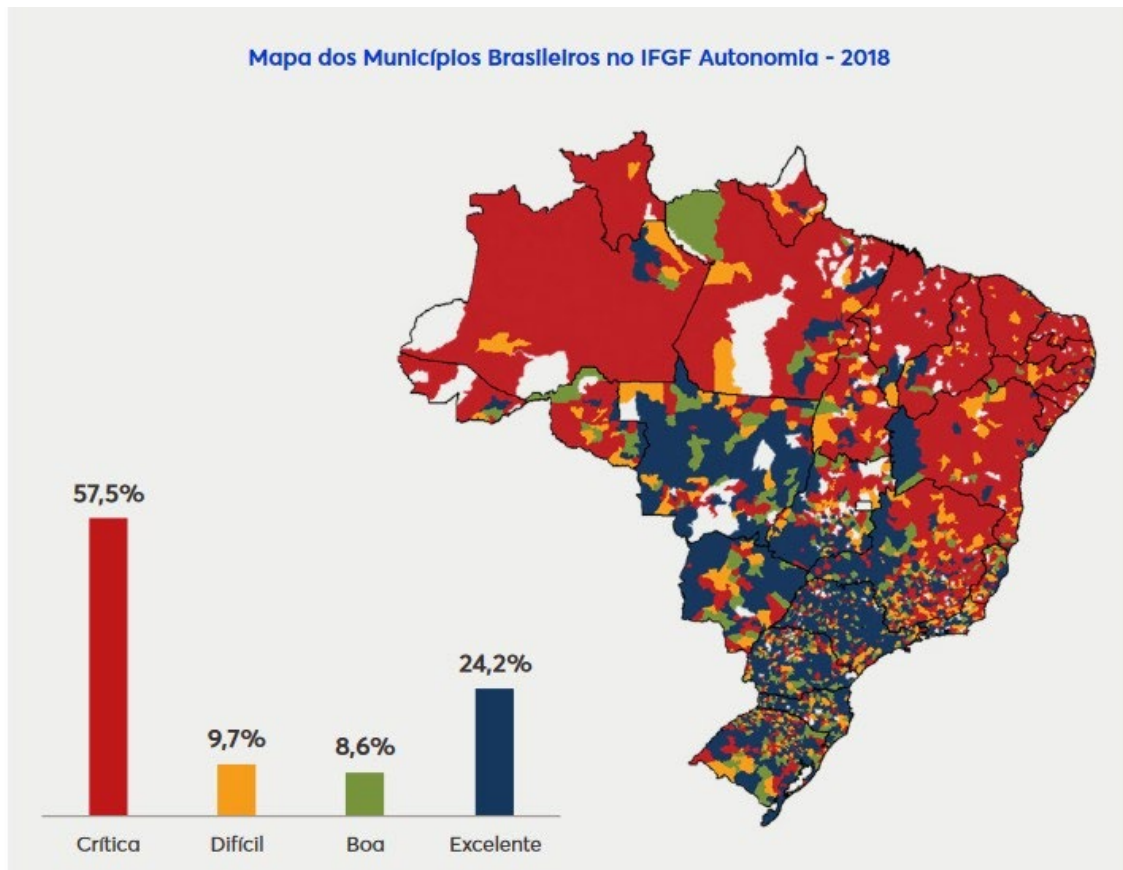 Mapa dos Municípios Brasileiros no IFGF Autonomia - 2018
57,5%
9,7%
8,6%
24,2%
Crítica
Difícil
Boa
Excelente